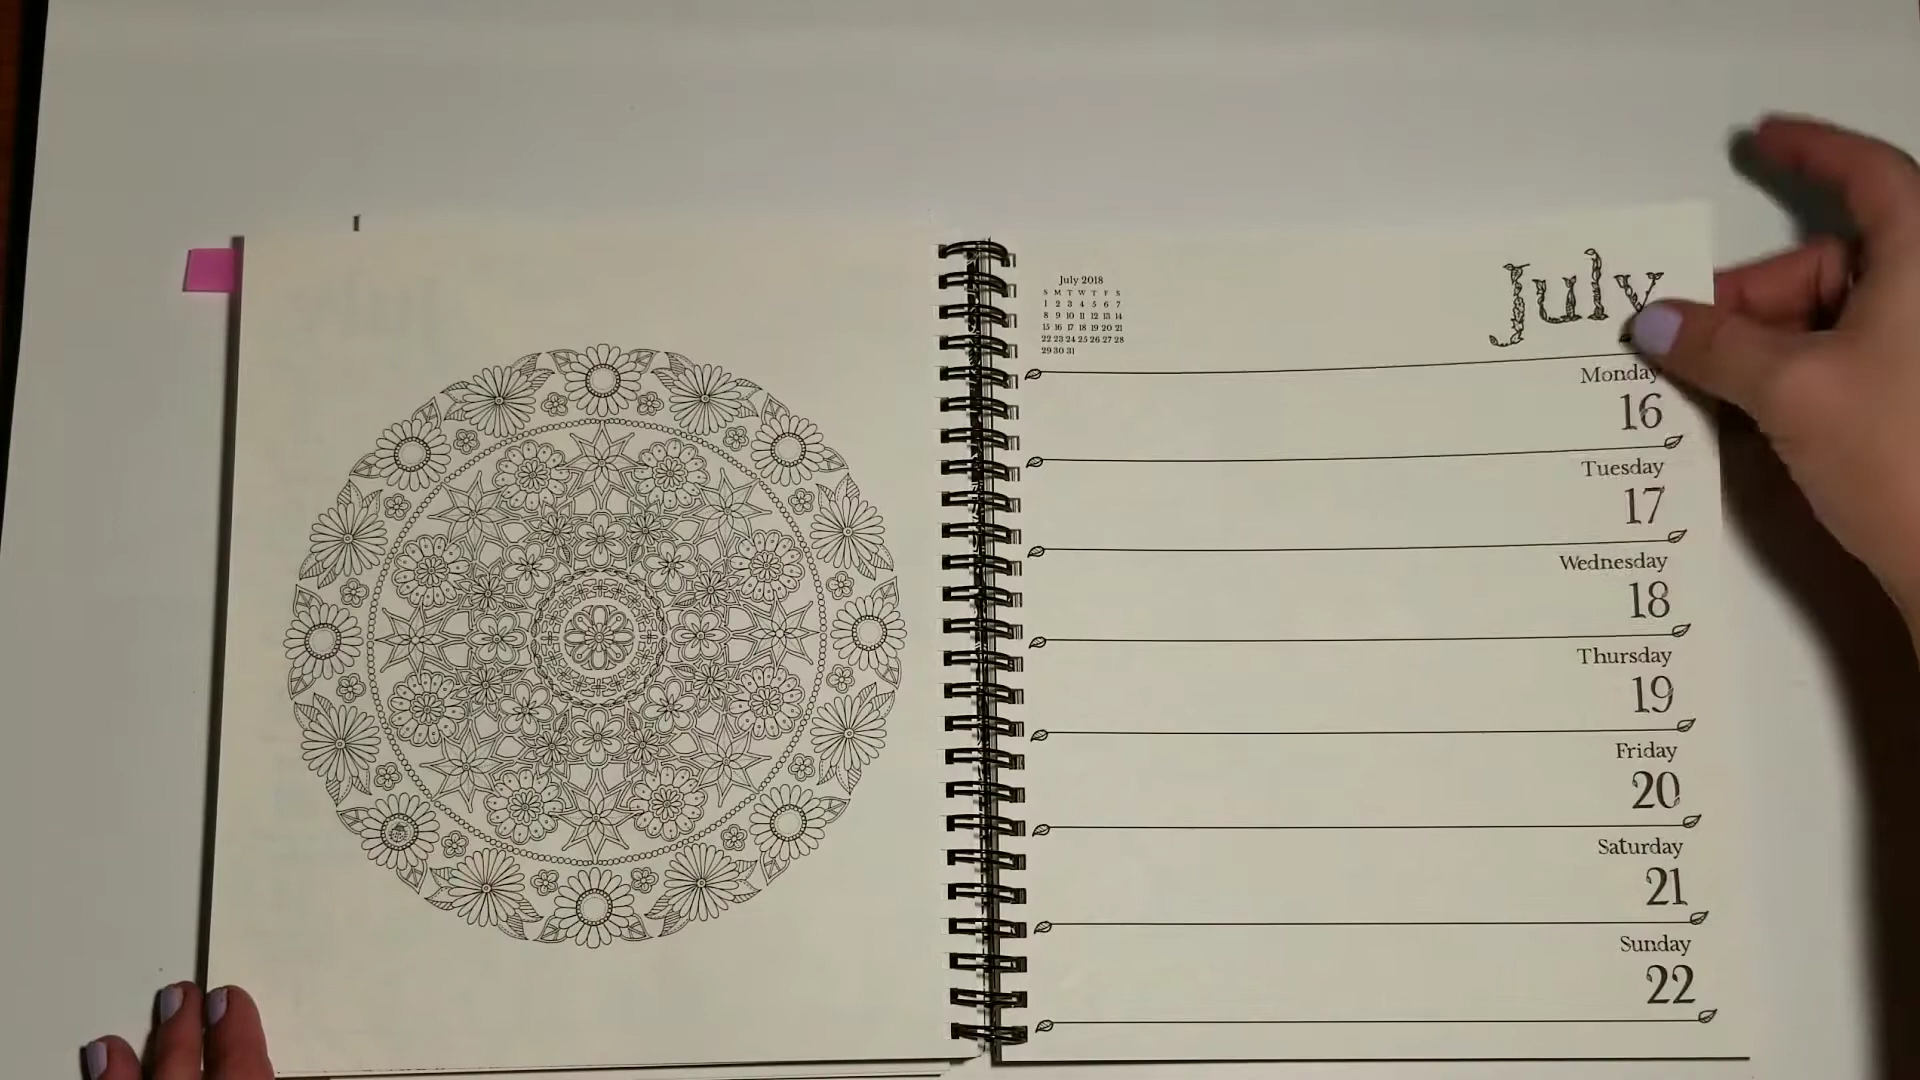 July 2018
S M T W T F S
1 2 3 4 5 6 7
8 9 10 11 12 13 14
15 16 17 18 19 20 21
22 23 24 25 26 27 28
29 30 31
July
Monday
16
Tuesday
17
Wednesday
18
Thursday
19
Friday
20
Saturday
21
Sunday
22